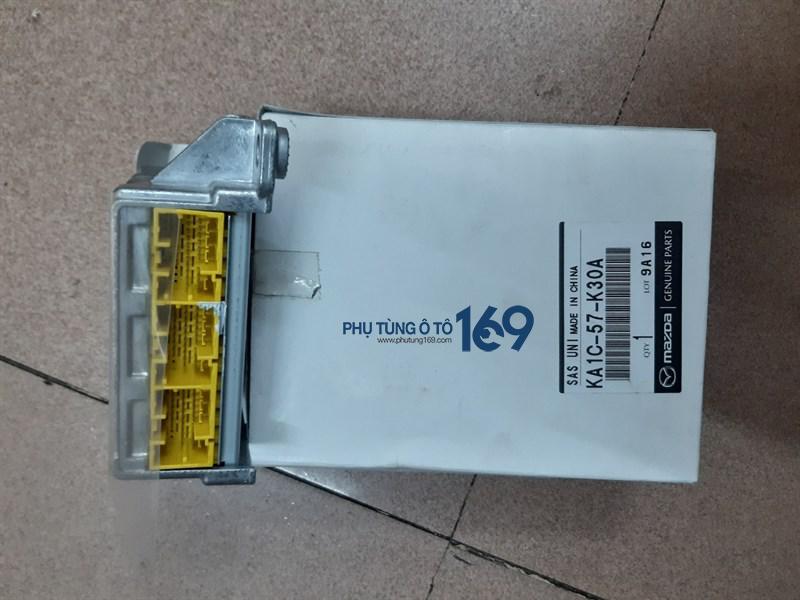 PHỤ TÙNG Ô TÔ 169
www.phutung169.com
SAS UNI MADE IN CHINA
KA1C-57-K30A
QTY 1 LOT 9A16
mazda | GENUINE PARTS